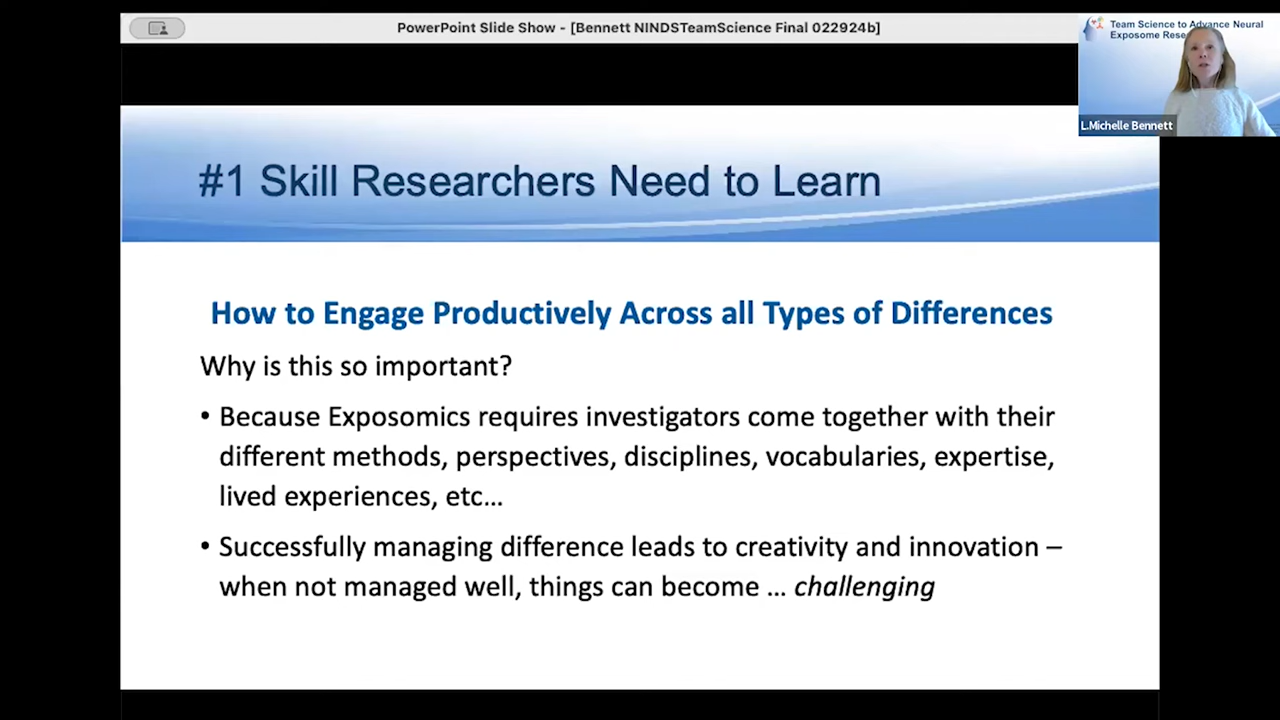 PowerPoint Slide Show - [Bennett NINDSTeamScience Final 022924b]
Team Science to Advance Neural
Exposome
L.Michelle Bennett
#1 Skill Researchers Need to Learn
How to Engage Productively Across all Types of Differences
Why is this so important?
• Because Exposomics requires investigators come together with their
different methods, perspectives, disciplines, vocabularies, expertise,
lived experiences, etc…
• Successfully managing difference leads to creativity and innovation –
when not managed well, things can become … challenging